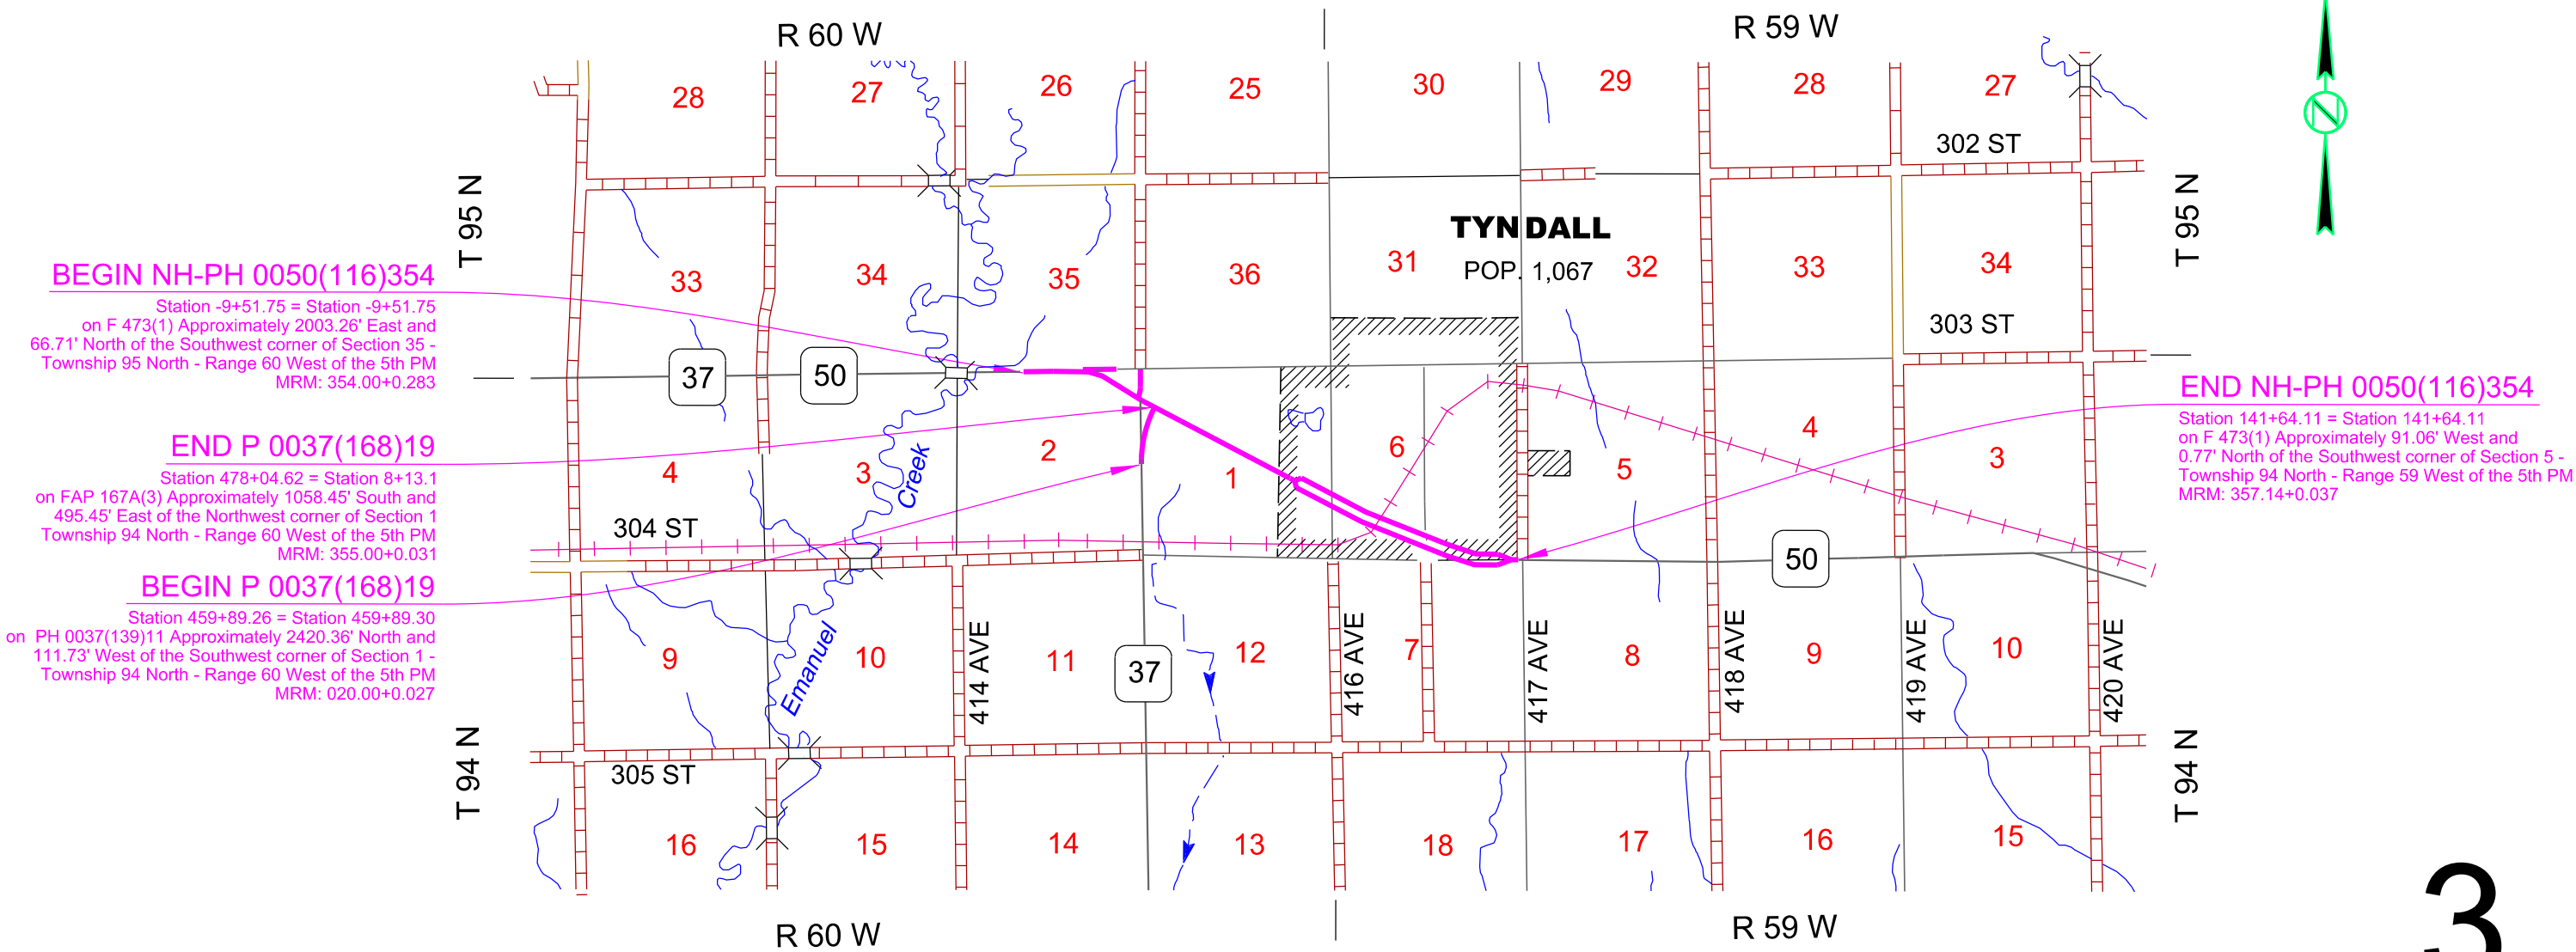 R 60 W
R 59 W
28
27
26
25
30
29
28
27
302 ST
T 95 N
T 95 N
TYNDALL
POP. 1,067
33
34
35
36
31
32
33
34
303 ST
BEGIN NH-PH 0050(116)354
Station -9+51.75 = Station -9+51.75
on F 473(1) Approximately 2003.26' East and
66.71' North of the Southwest corner of Section 35 -
Township 95 North - Range 60 West of the 5th PM
MRM: 354.00+0.283
37
50
END P 0037(168)19
Station 478+04.62 = Station 8+13.1
on FAP 167A(3) Approximately 1058.45' South and
495.45' East of the Northwest corner of Section 1
Township 94 North - Range 60 West of the 5th PM
MRM: 355.00+0.031
BEGIN P 0037(168)19
Station 459+89.26 = Station 459+89.30
on PH 0037(139)11 Approximately 2420.36' North and
111.73' West of the Southwest corner of Section 1 -
Township 94 North - Range 60 West of the 5th PM
MRM: 020.00+0.027
END NH-PH 0050(116)354
Station 141+64.11 = Station 141+64.11
on F 473(1) Approximately 91.06' West and
0.77' North of the Southwest corner of Section 5 -
Township 94 North - Range 59 West of the 5th PM
MRM: 357.14+0.037
4
3
Creek
2
1
6
5
4
3
304 ST
50
9
10
Emanuel
414 AVE
11
37
12
416 AVE
7
417 AVE
8
418 AVE
9
419 AVE
10
420 AVE
T 94 N
T 94 N
305 ST
16
15
14
13
18
17
16
15
R 60 W
R 59 W
N
3